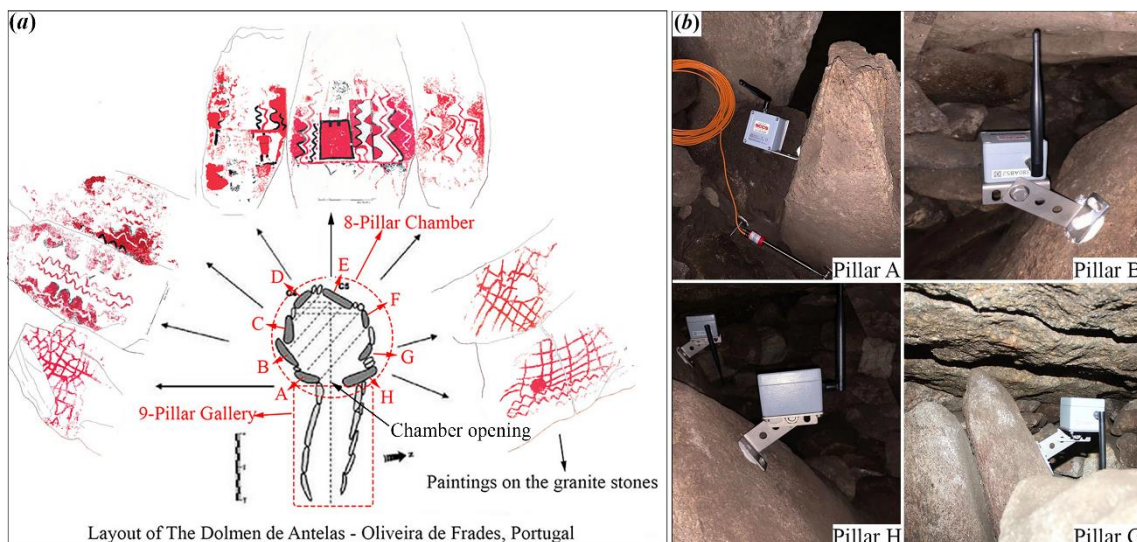 (a)
8-Pillar Chamber
D
E
C5
F
C
B
G
A
H
9-Pillar Gallery
Chamber opening
Paintings on the granite stones
Layout of The Dolmen de Antelas - Oliveira de Frades, Portugal
(b)
Pillar A
Pillar B
Pillar H